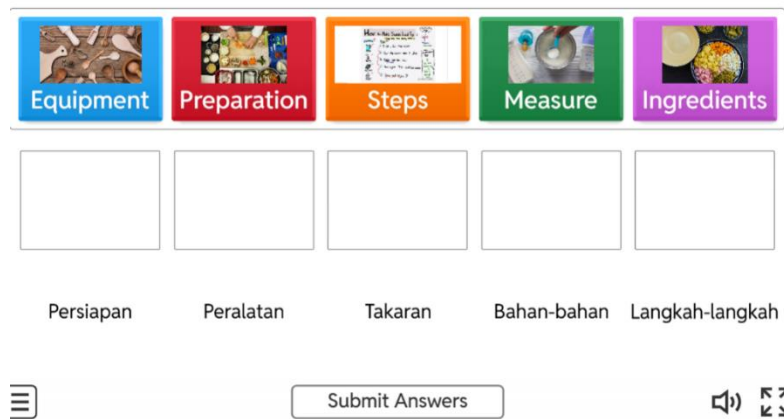 Equipment
Preparation
Steps
Measure
Ingredients
Persiapan
Peralatan
Takaran
Bahan-bahan
Langkah-langkah
Submit Answers